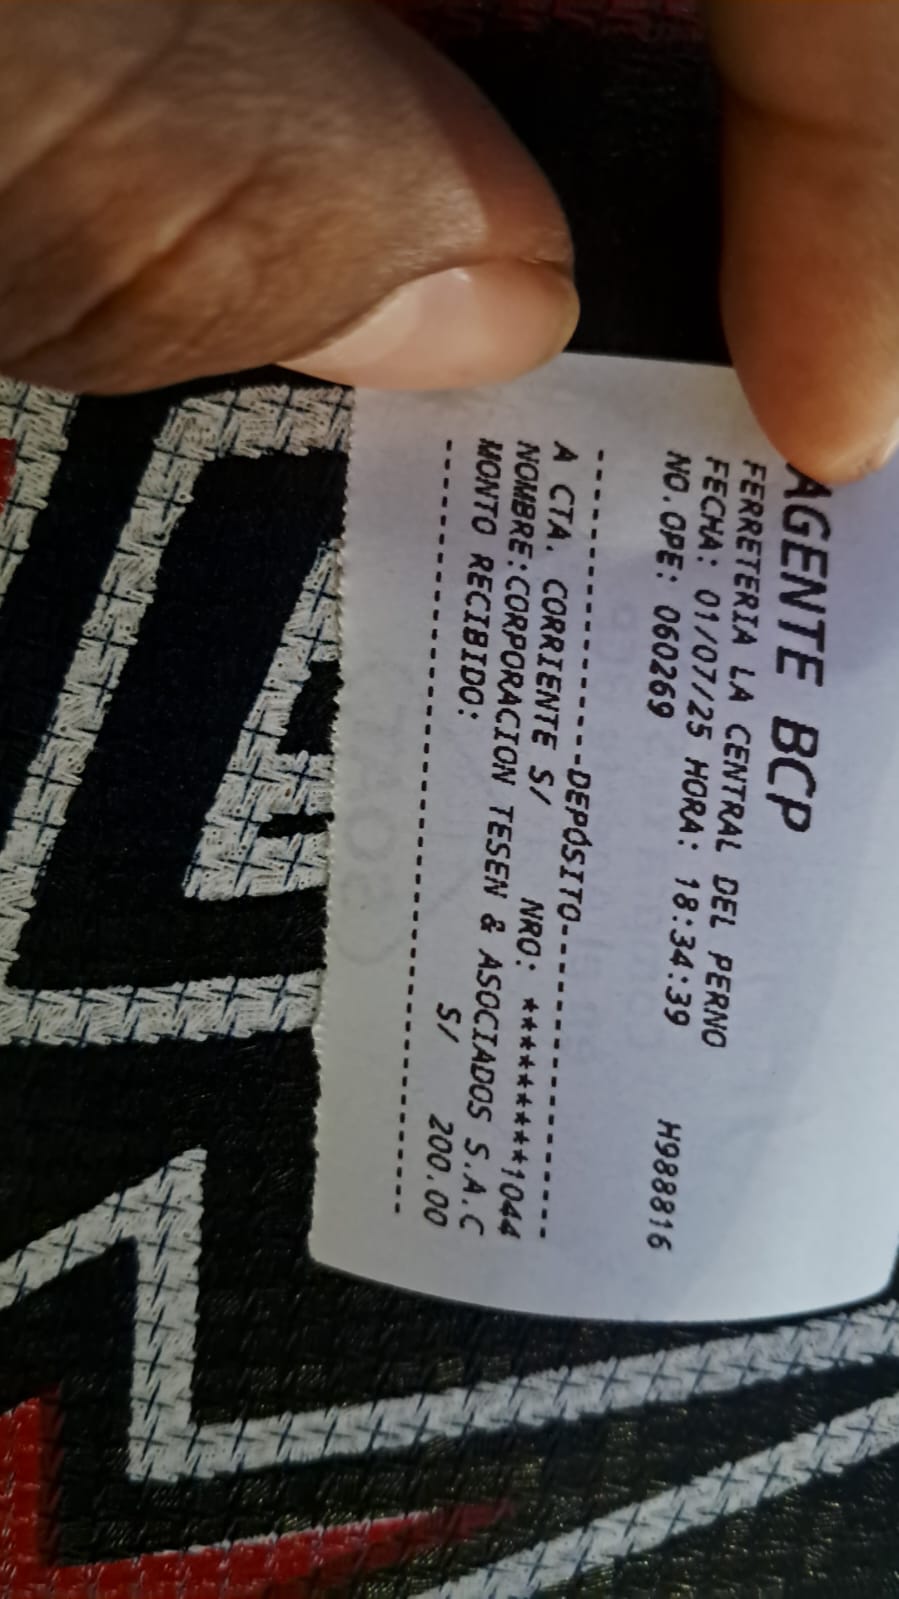 AGENTE BCP
FERRETERIA LA CENTRAL DEL PERNO
FECHA: 01/07/25 HORA: 18:34:39
NO.OPE: 060269 H988816
--------------------DEPÓSITO--------------------
A CTA. CORRIENTE S/ NRO: *********1044
NOMBRE:CORPORACION TESEN & ASOCIADOS S.A.C
MONTO RECIBIDO: S/ 200.00
------------------------------------------------